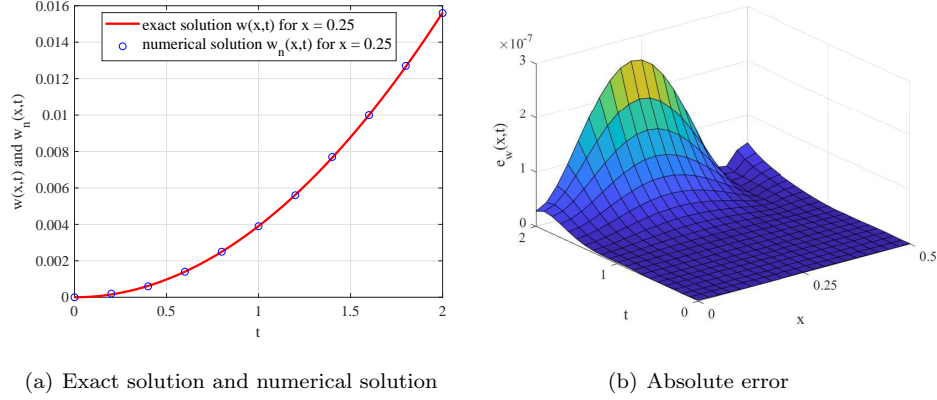 exact solution w(x,t) for x = 0.25
numerical solution w_n(x,t) for x = 0.25
0.016
0.014
0.012
0.01
0.008
0.006
0.004
0.002
0
w(x,t) and w_n(x,t)
0
0.5
1
1.5
2
t
(a) Exact solution and numerical solution
×10^-7
3
2
1
0
e_w(x,t)
2
1
0
t
0
0.25
0.5
x
(b) Absolute error